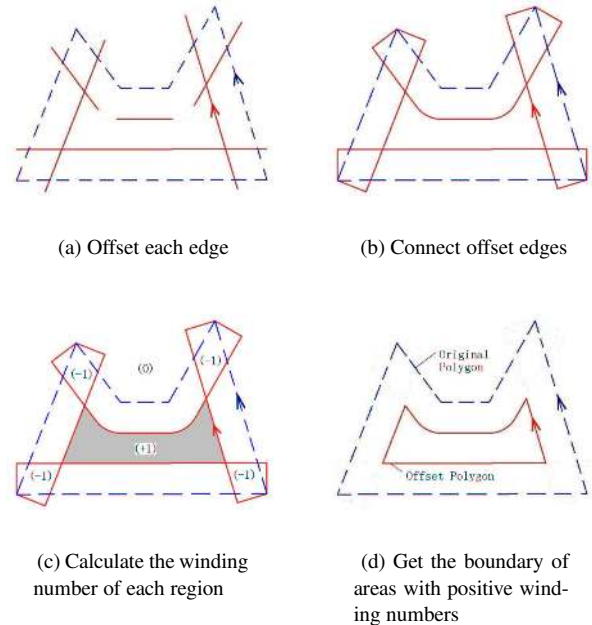 (a) Offset each edge
(b) Connect offset edges
(-1)
(0)
(-1)
(+1)
(-1)
(-1)
Original
Polygon
Offset Polygon
(c) Calculate the winding
number of each region
(d) Get the boundary of
areas with positive wind-
ing numbers